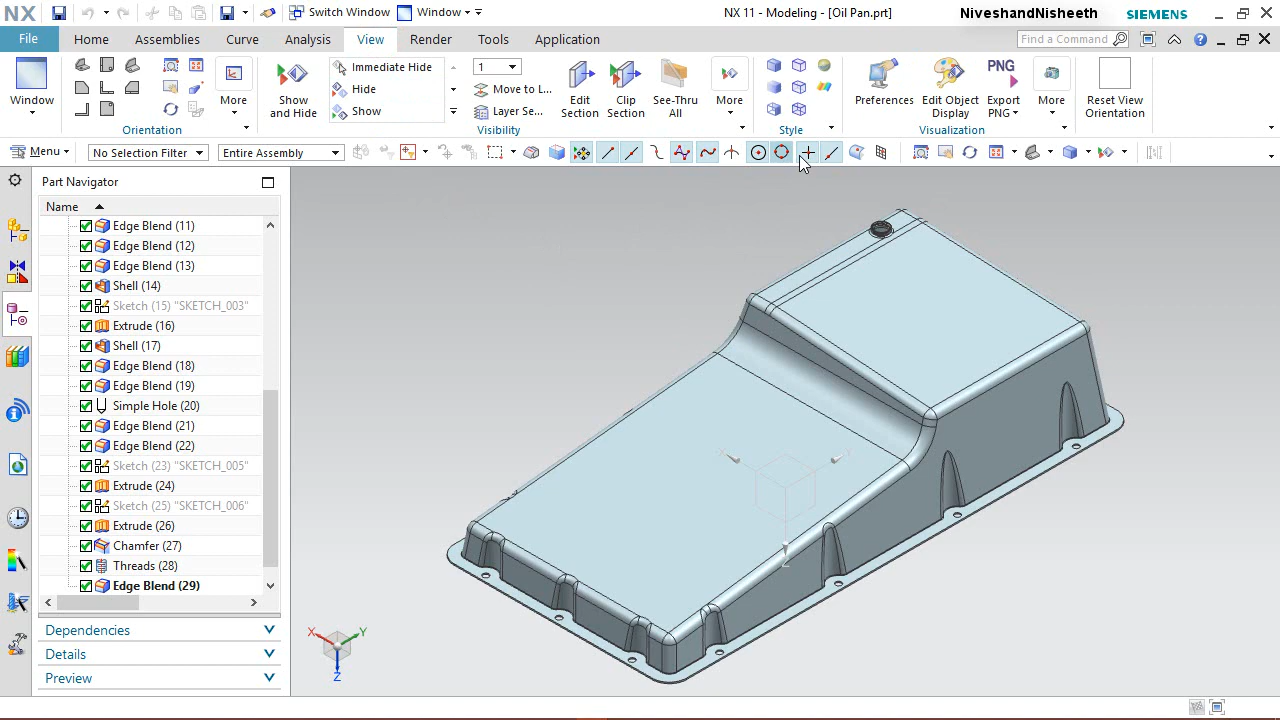 NX
Switch Window
Window
NX 11 - Modeling - [Oil Pan.prt]
NiveshandNisheeth
SIEMENS
File
Home
Assemblies
Curve
Analysis
View
Render
Tools
Application
Find a Command
Window
More
Orientation
Show and Hide
Immediate Hide
Hide
Show
1
Move to L...
Layer Se...
Edit Section
Clip Section
See-Thru All
More
Visibility
Style
Preferences
Edit Object Display
PNG
Export PNG
More
Visualization
Reset View Orientation
Menu
No Selection Filter
Entire Assembly
Part Navigator
Name
Edge Blend (11)
Edge Blend (12)
Edge Blend (13)
Shell (14)
Sketch (15) "SKETCH_003"
Extrude (16)
Shell (17)
Edge Blend (18)
Edge Blend (19)
Simple Hole (20)
Edge Blend (21)
Edge Blend (22)
Sketch (23) "SKETCH_005"
Extrude (24)
Sketch (25) "SKETCH_006"
Extrude (26)
Chamfer (27)
Threads (28)
Edge Blend (29)
Dependencies
Details
Preview
X
Y
Z
X
Y
Z